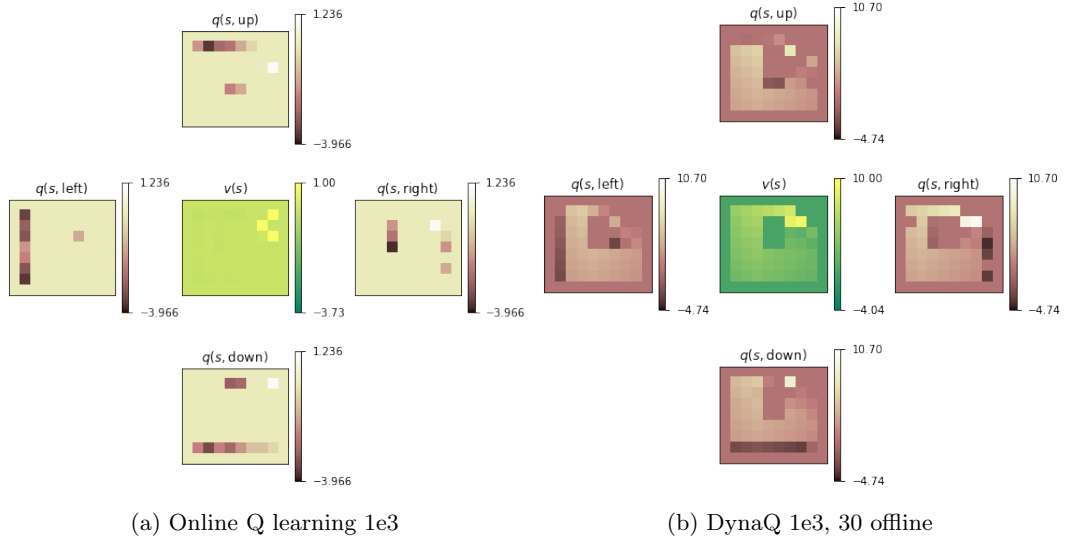 q(s, up)
1.236
−3.966
q(s, up)
10.70
−4.74
q(s, left)
1.236
−3.966
v(s)
1.00
−3.73
q(s, right)
1.236
−3.966
q(s, left)
10.70
−4.74
v(s)
10.00
−4.04
q(s, right)
10.70
−4.74
q(s, down)
1.236
−3.966
q(s, down)
10.70
−4.74
(a) Online Q learning 1e3
(b) DynaQ 1e3, 30 offline